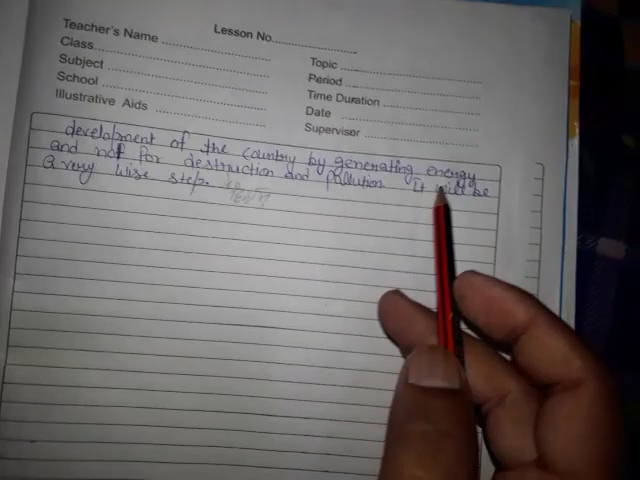 Teacher's Name ........................ Lesson No........................
Class........................ Topic ........................
Subject ........................ Period ........................
School ........................ Time Duration ........................
Illustrative Aids ........................ Date ........................
Supervisor ........................
development of the country by generating energy
and not for destruction and pollution. It will be
a very wise step.